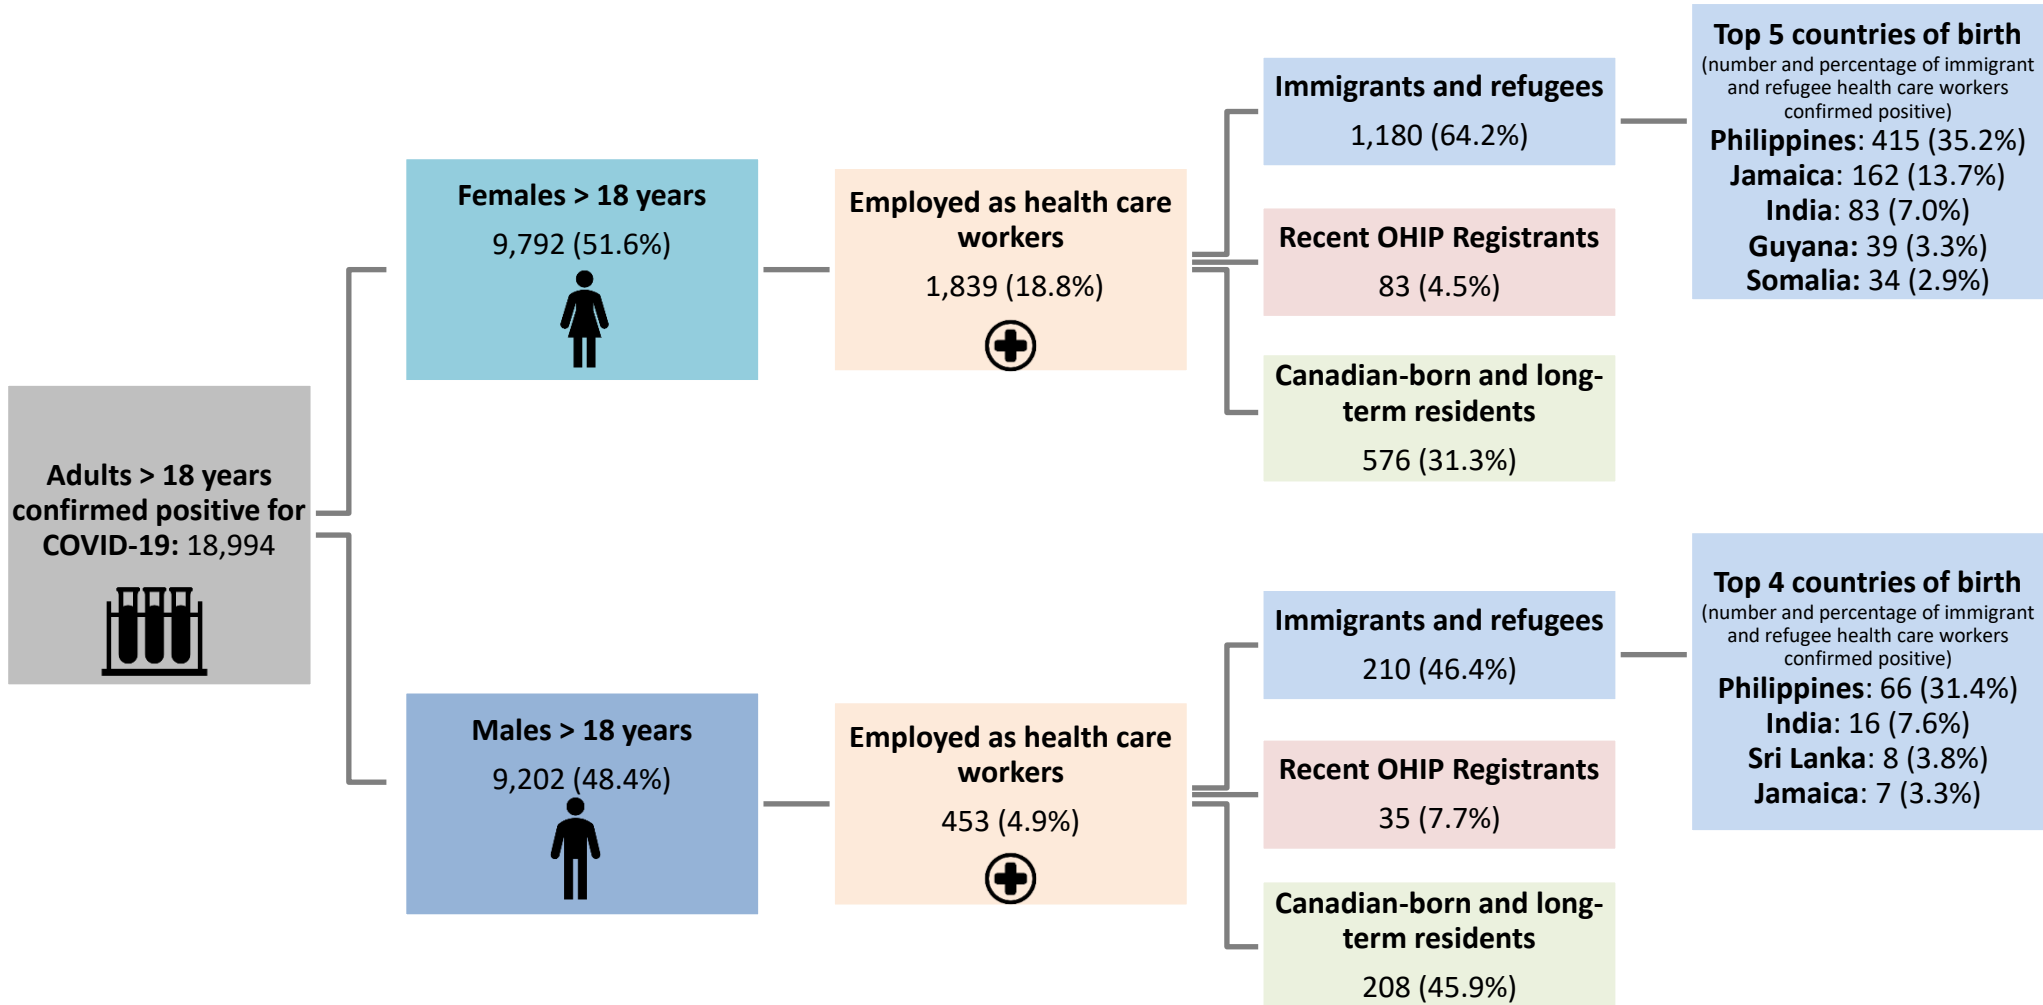 Adults > 18 years
confirmed positive for
COVID-19: 18,994
Females > 18 years
9,792 (51.6%)
Employed as health care
workers
1,839 (18.8%)
Immigrants and refugees
1,180 (64.2%)
Recent OHIP Registrants
83 (4.5%)
Canadian-born and long-
term residents
576 (31.3%)
Top 5 countries of birth
(number and percentage of immigrant
and refugee health care workers
confirmed positive)
Philippines: 415 (35.2%)
Jamaica: 162 (13.7%)
India: 83 (7.0%)
Guyana: 39 (3.3%)
Somalia: 34 (2.9%)
Males > 18 years
9,202 (48.4%)
Employed as health care
workers
453 (4.9%)
Immigrants and refugees
210 (46.4%)
Recent OHIP Registrants
35 (7.7%)
Canadian-born and long-
term residents
208 (45.9%)
Top 4 countries of birth
(number and percentage of immigrant
and refugee health care workers
confirmed positive)
Philippines: 66 (31.4%)
India: 16 (7.6%)
Sri Lanka: 8 (3.8%)
Jamaica: 7 (3.3%)